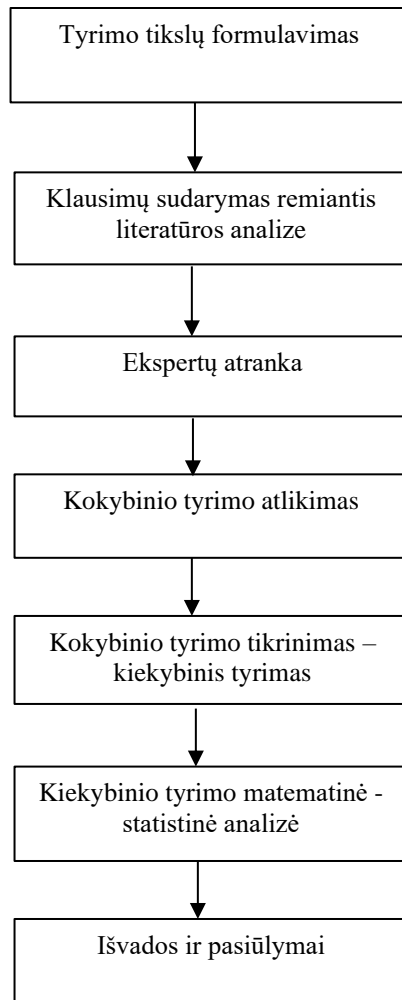 Tyrimo tikslų formulavimas
Klausimų sudarymas remiantis
literatūros analize
Ekspertų atranka
Kokybinio tyrimo atlikimas
Kokybinio tyrimo tikrinimas –
kiekybinis tyrimas
Kiekybinio tyrimo matematinė -
statistinė analizė
Išvados ir pasiūlymai